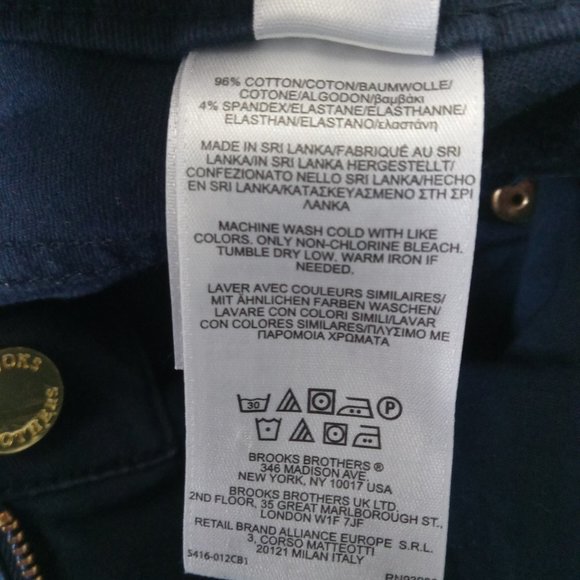 96% COTTON/COTON/BAUMWOLLE/
COTONE/ALGODON/βαμβάκι
4% SPANDEX/ELASTANE/ELASTHANNE/
ELASTHAN/ELASTANO/ελαστάνη
MADE IN SRI LANKA/FABRIQUÉ AU SRI
LANKA/IN SRI LANKA HERGESTELLT/
CONFEZIONATO NELLO SRI LANKA/HECHO
EN SRI LANKA/ΚΑΤΑΣΚΕΥΑΣΜΕΝΟ ΣΤΗ ΣΡΙ
ΛΑΝΚΑ
MACHINE WASH COLD WITH LIKE
COLORS. ONLY NON-CHLORINE BLEACH.
TUMBLE DRY LOW. WARM IRON IF
NEEDED.
LAVER AVEC COULEURS SIMILAIRES/
MIT ÄHNLICHEN FARBEN WASCHEN/
LAVARE CON COLORI SIMILI/LAVAR
CON COLORES SIMILARES/ΠΛΥΣΙΜΟ ΜΕ
ΠΑΡΟΜΟΙΑ ΧΡΩΜΑΤΑ
30 P
BROOKS BROTHERS ®
346 MADISON AVE.
NEW YORK, NY 10017 USA
BROOKS BROTHERS UK LTD.
2ND FLOOR, 35 GREAT MARLBOROUGH ST.,
LONDON W1F 7JF
RETAIL BRAND ALLIANCE EUROPE S.R.L.
3, CORSO MATTEOTTI
20121 MILAN ITALY
S416-012CB1